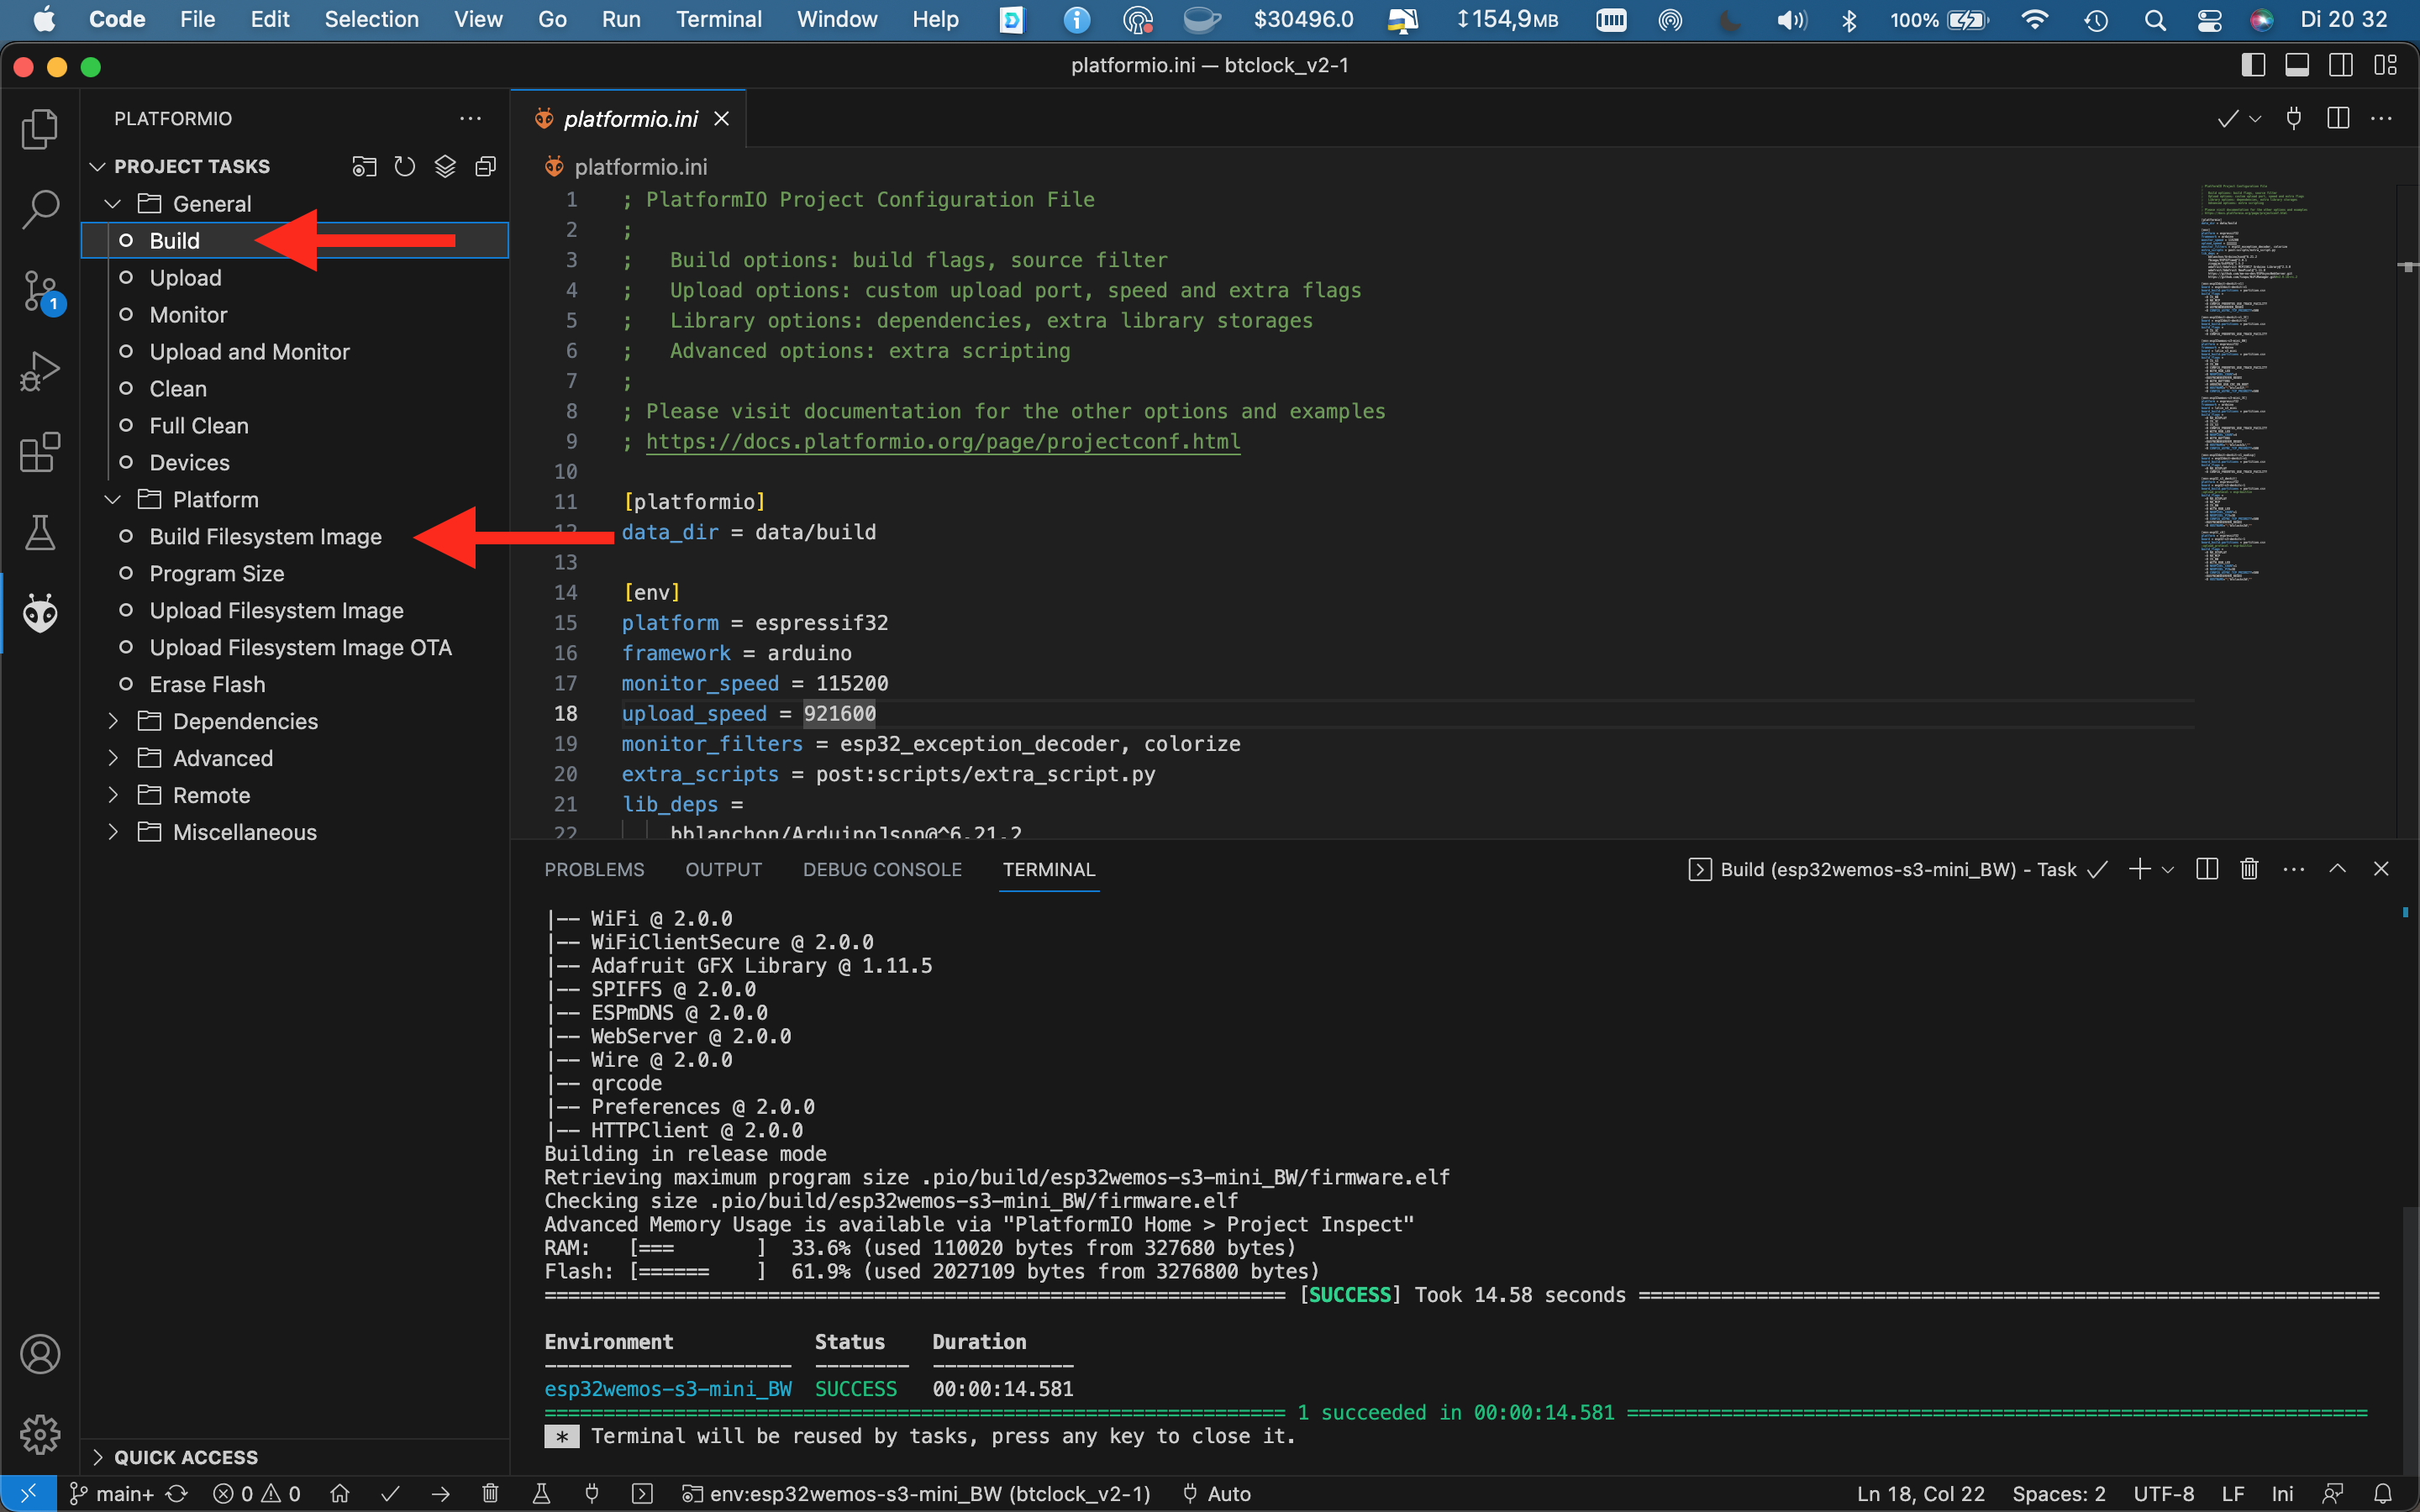 Code File Edit Selection View Go Run Terminal Window Help $30496.0 ↕154,9MB 100% Di 20 32
platformio.ini — btclock_v2-1
PLATFORMIO
PROJECT TASKS
General
Build
Upload
Monitor
Upload and Monitor
Clean
Full Clean
Devices
Platform
Build Filesystem Image
Program Size
Upload Filesystem Image
Upload Filesystem Image OTA
Erase Flash
Dependencies
Advanced
Remote
Miscellaneous
QUICK ACCESS
1
platformio.ini
platformio.ini
1 ; PlatformIO Project Configuration File
2 ;
3 ;   Build options: build flags, source filter
4 ;   Upload options: custom upload port, speed and extra flags
5 ;   Library options: dependencies, extra library storages
6 ;   Advanced options: extra scripting
7 ;
8 ; Please visit documentation for the other options and examples
9 ; https://docs.platformio.org/page/projectconf.html
10
11 [platformio]
12 data_dir = data/build
13
14 [env]
15 platform = espressif32
16 framework = arduino
17 monitor_speed = 115200
18 upload_speed = 921600
19 monitor_filters = esp32_exception_decoder, colorize
20 extra_scripts = post:scripts/extra_script.py
21 lib_deps =
22 bblanchon/ArduinoJson@^6.21.2
PROBLEMS OUTPUT DEBUG CONSOLE TERMINAL Build (esp32wemos-s3-mini_BW) - Task
|-- WiFi @ 2.0.0
|-- WiFiClientSecure @ 2.0.0
|-- Adafruit GFX Library @ 1.11.5
|-- SPIFFS @ 2.0.0
|-- ESPmDNS @ 2.0.0
|-- WebServer @ 2.0.0
|-- Wire @ 2.0.0
|-- qrcode
|-- Preferences @ 2.0.0
|-- HTTPClient @ 2.0.0
Building in release mode
Retrieving maximum program size .pio/build/esp32wemos-s3-mini_BW/firmware.elf
Checking size .pio/build/esp32wemos-s3-mini_BW/firmware.elf
Advanced Memory Usage is available via "PlatformIO Home > Project Inspect"
RAM:   [===       ]  33.6% (used 110020 bytes from 327680 bytes)
Flash: [======    ]  61.9% (used 2027109 bytes from 3276800 bytes)
=============================================================== [SUCCESS] Took 14.58 seconds ===============================================================
Environment            Status    Duration
---------------------  --------  ------------
esp32wemos-s3-mini_BW  SUCCESS   00:00:14.581
=============================================================== 1 succeeded in 00:00:14.581 ===============================================================
* Terminal will be reused by tasks, press any key to close it.
main+ 0 0 env:esp32wemos-s3-mini_BW (btclock_v2-1) Auto Ln 18, Col 22 Spaces: 2 UTF-8 LF Ini